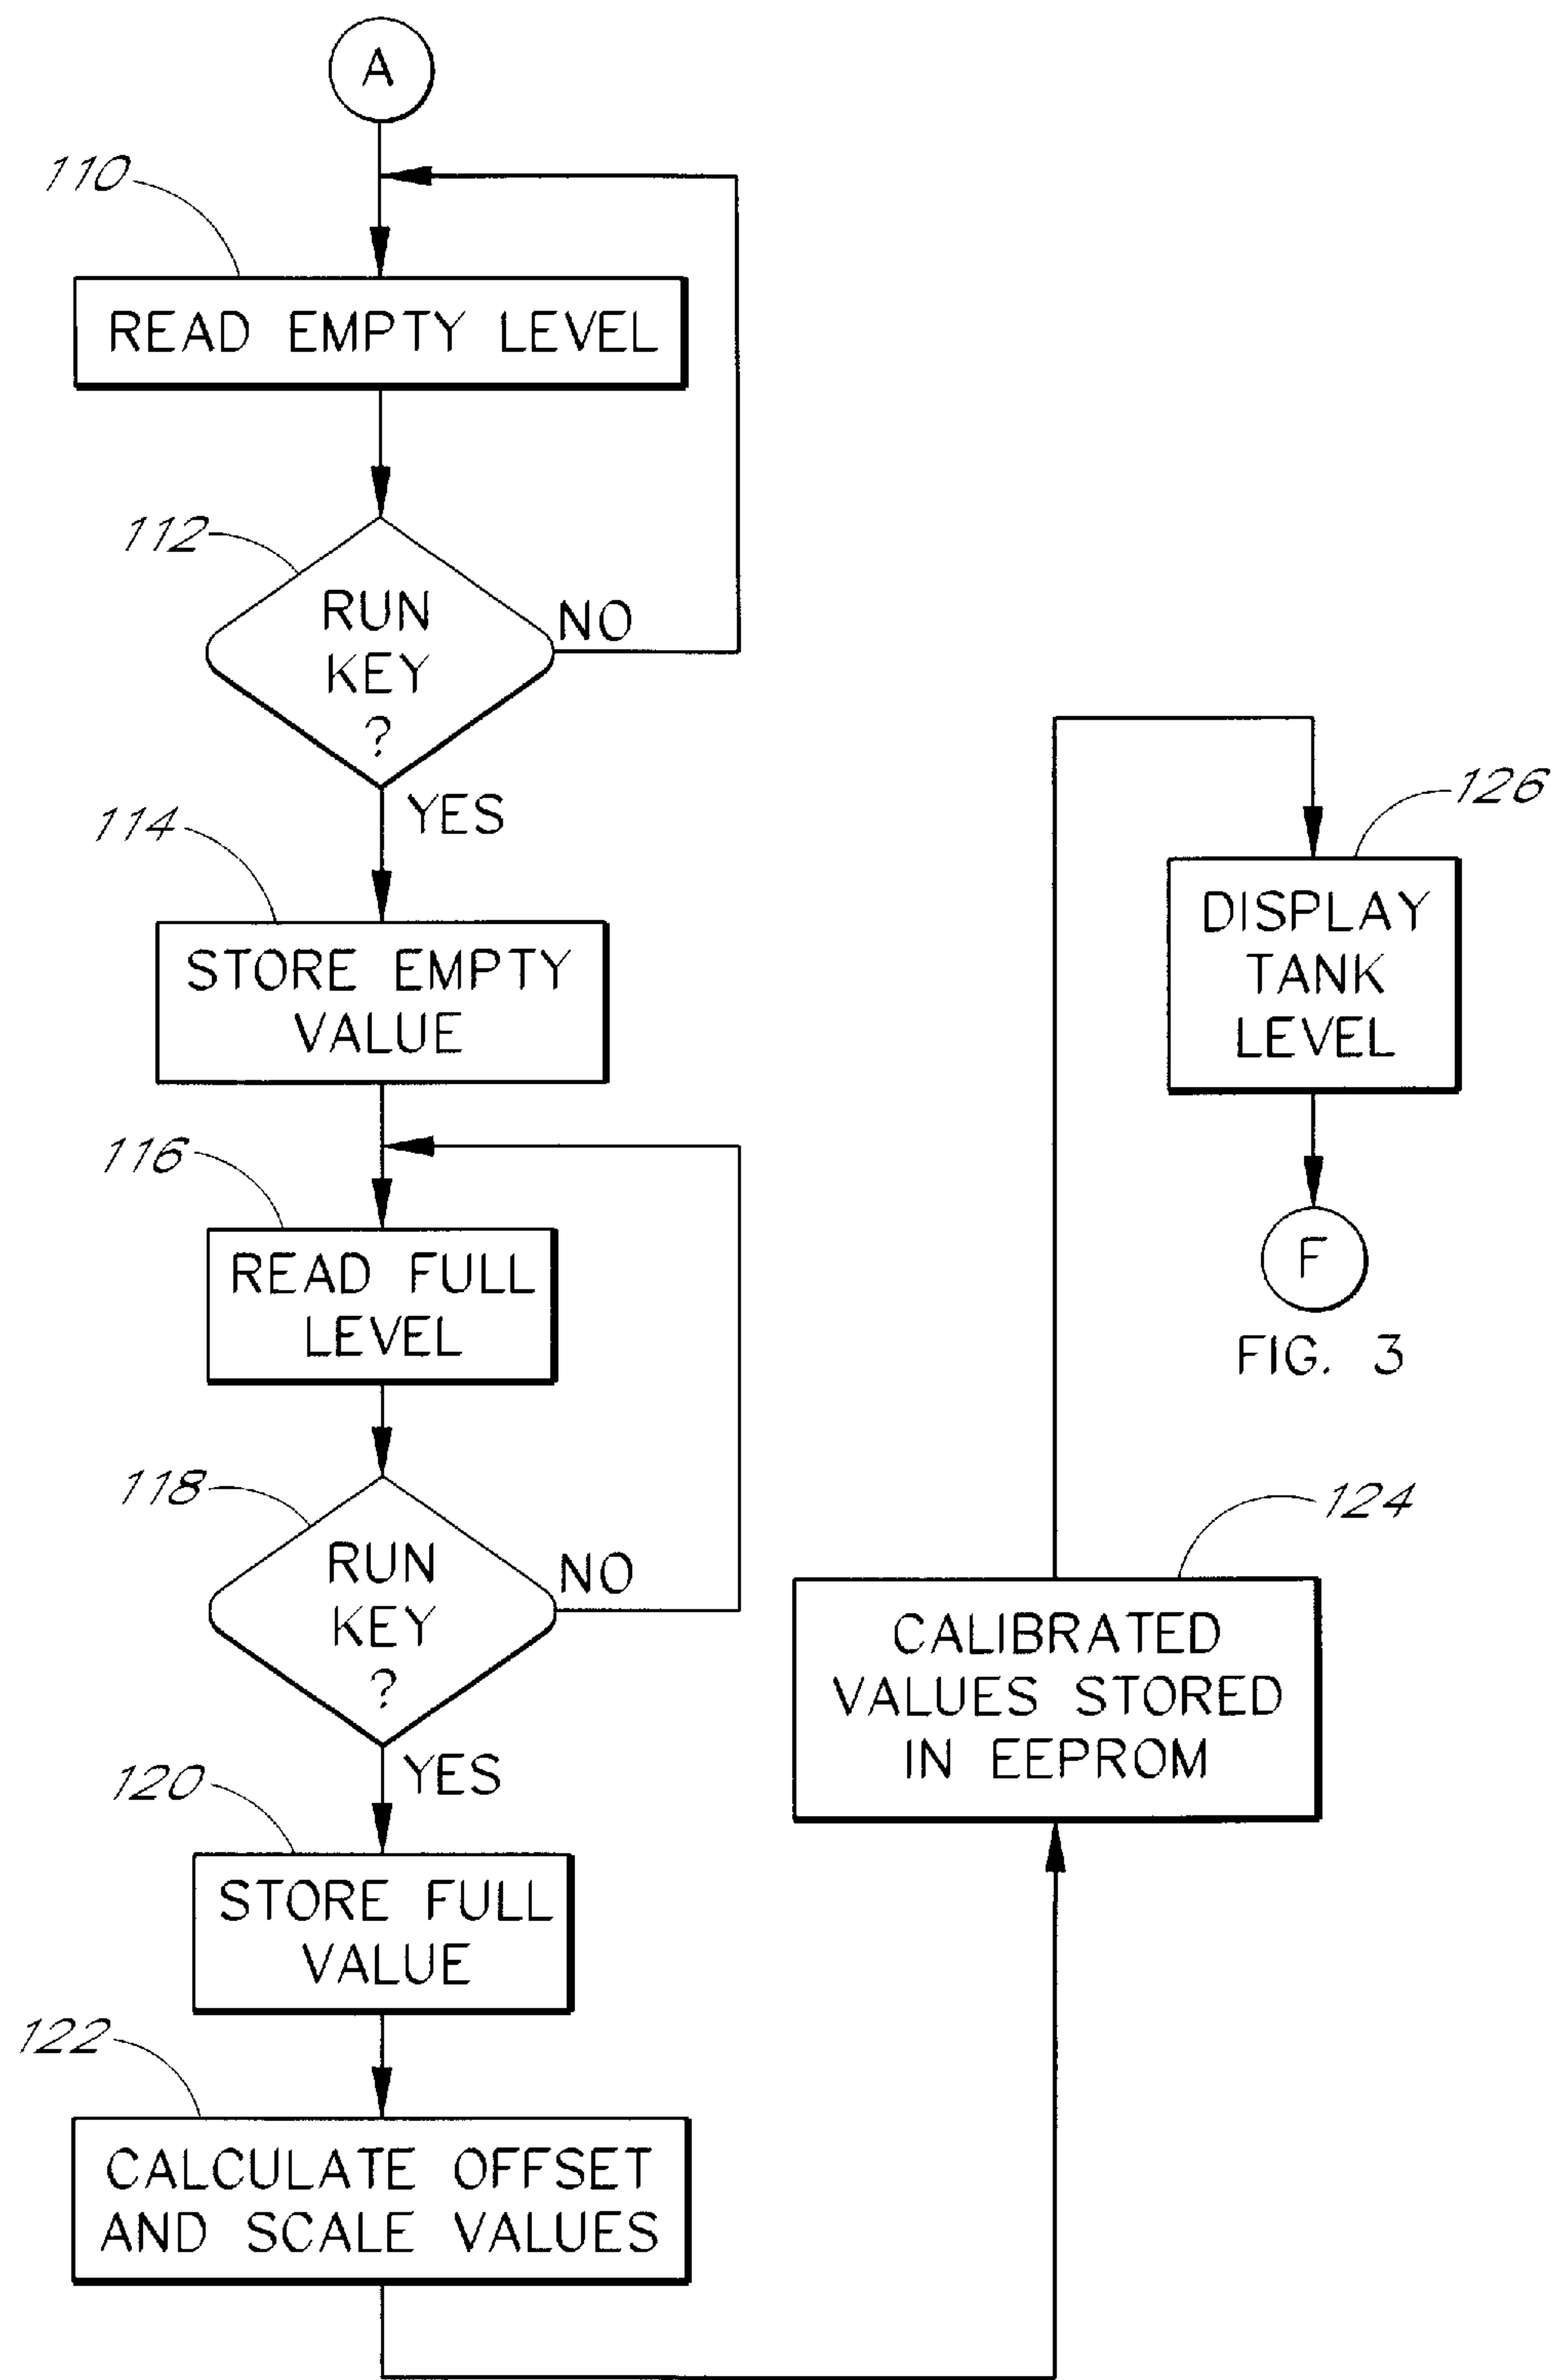 A
110
READ EMPTY LEVEL
112
RUN
KEY
?
NO
YES
114
STORE EMPTY
VALUE
116
READ FULL
LEVEL
118
RUN
KEY
?
NO
YES
120
STORE FULL
VALUE
122
CALCULATE OFFSET
AND SCALE VALUES
124
CALIBRATED
VALUES STORED
IN EEPROM
126
DISPLAY
TANK
LEVEL
F
FIG. 3